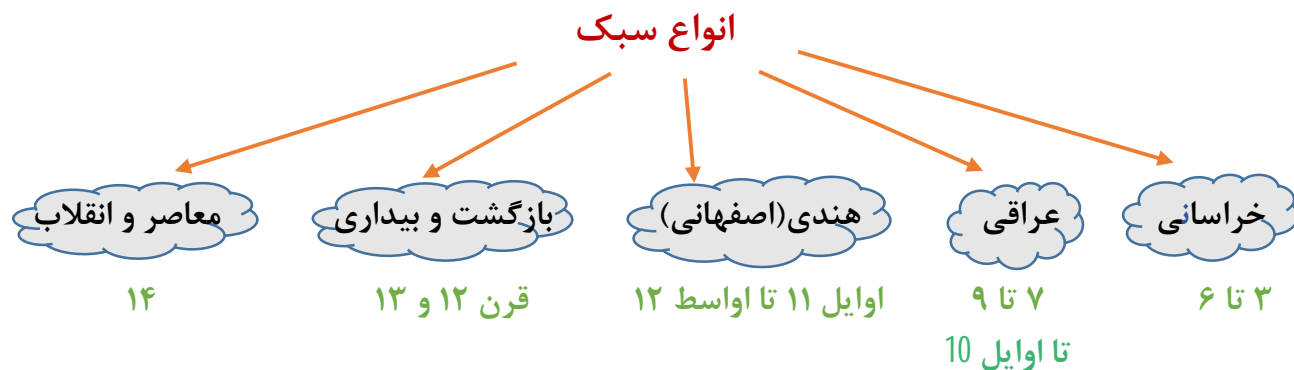 انواع سبک
خراسانی
عراقی
هندی(اصفهانی)
بازگشت و بیداری
معاصر و انقلاب
۳ تا ۶
۷ تا ۹
اوایل ۱۱ تا اواسط ۱۲
قرن ۱۲ و ۱۳
۱۴
تا اوایل 10